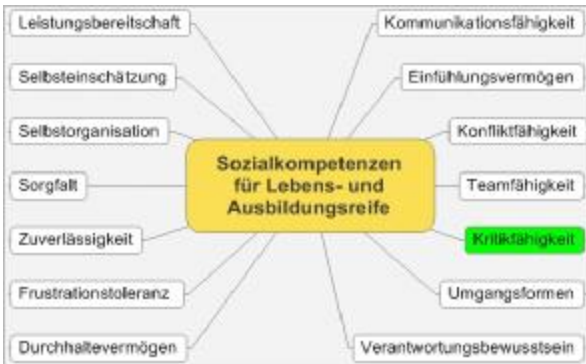 Leistungsbereitschaft
Selbsteinschätzung
Selbstorganisation
Sorgfalt
Zuverlässigkeit
Frustrationstoleranz
Durchhaltevermögen
Sozialkompetenzen
für Lebens- und
Ausbildungsreife
Kommunikationsfähigkeit
Einfühlungsvermögen
Konfliktfähigkeit
Teamfähigkeit
Kritikfähigkeit
Umgangsformen
Verantwortungsbewusstsein